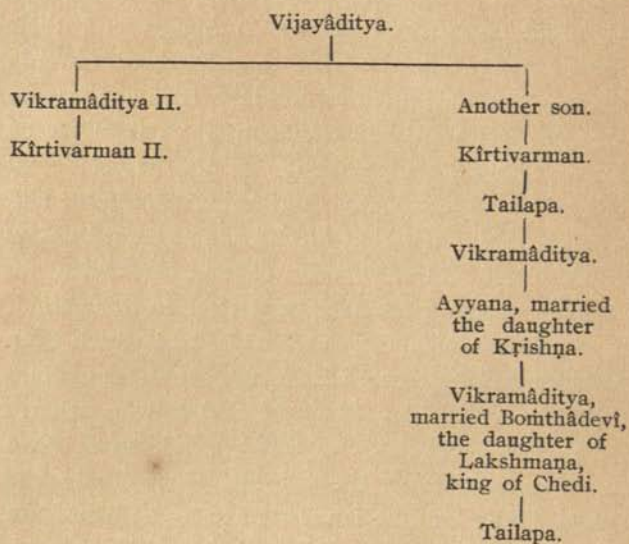 Vijayâditya.
Vikramâditya II.
Another son.
Kîrtivarman II.
Kîrtivarman.
Tailapa.
Vikramâditya.
Ayyana, married
the daughter
of Kṛishṇa.
Vikramâditya,
married Boṁthâdevî,
the daughter of
Lakshmaṇa,
king of Chedi.
Tailapa.